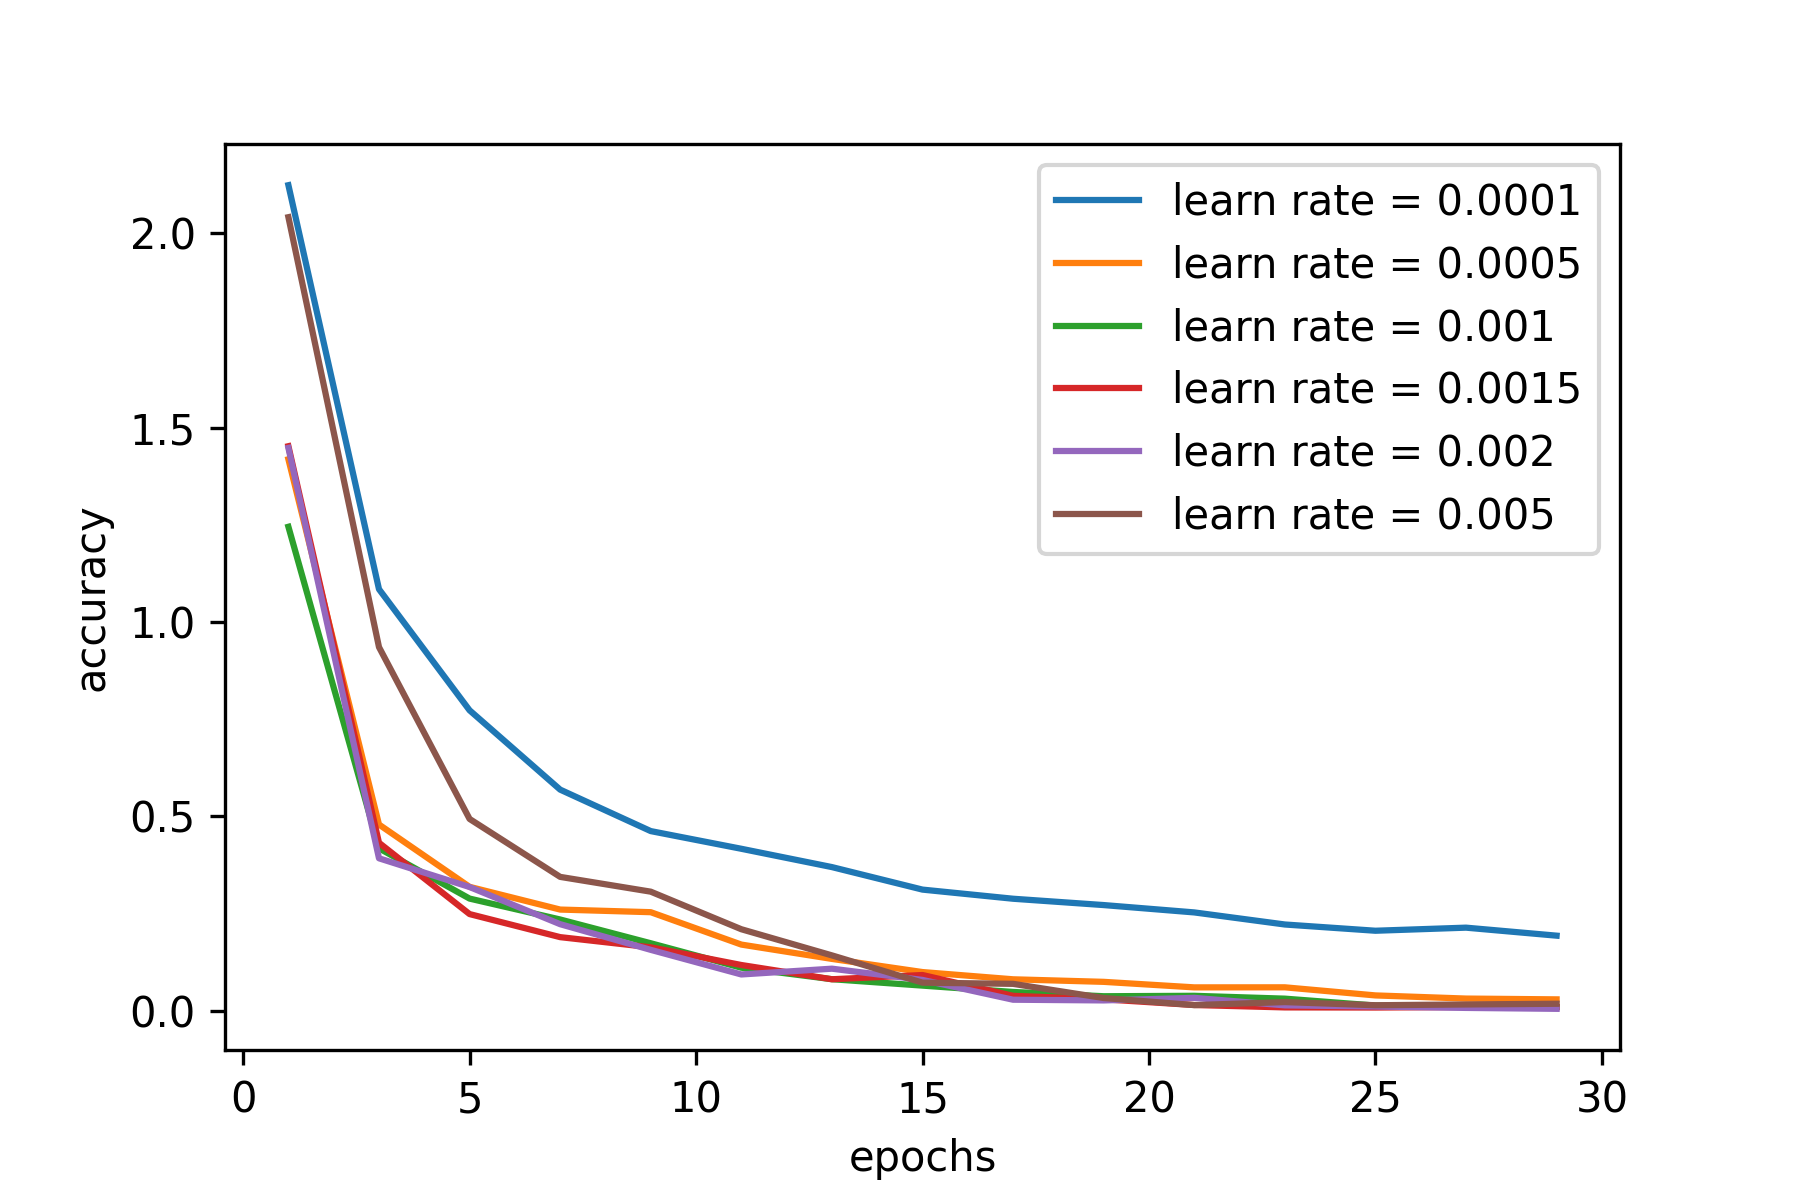 learn rate = 0.0001
learn rate = 0.0005
learn rate = 0.001
learn rate = 0.0015
learn rate = 0.002
learn rate = 0.005
2.0
1.5
1.0
0.5
0.0
accuracy
0 5 10 15 20 25 30
epochs